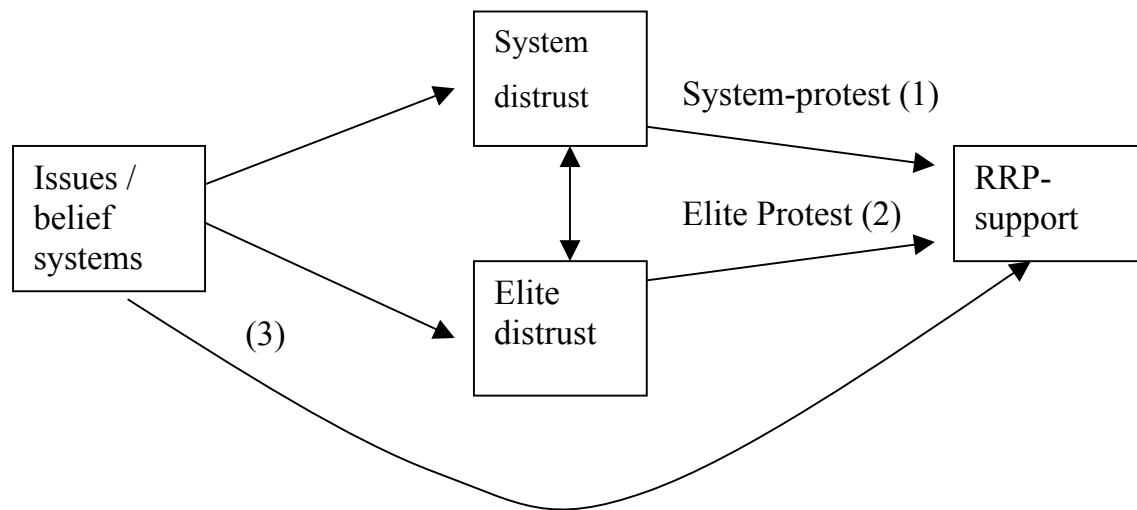 System
distrust
System-protest (1)
Issues /
belief
systems
RRP-
support
Elite Protest (2)
Elite
distrust
(3)